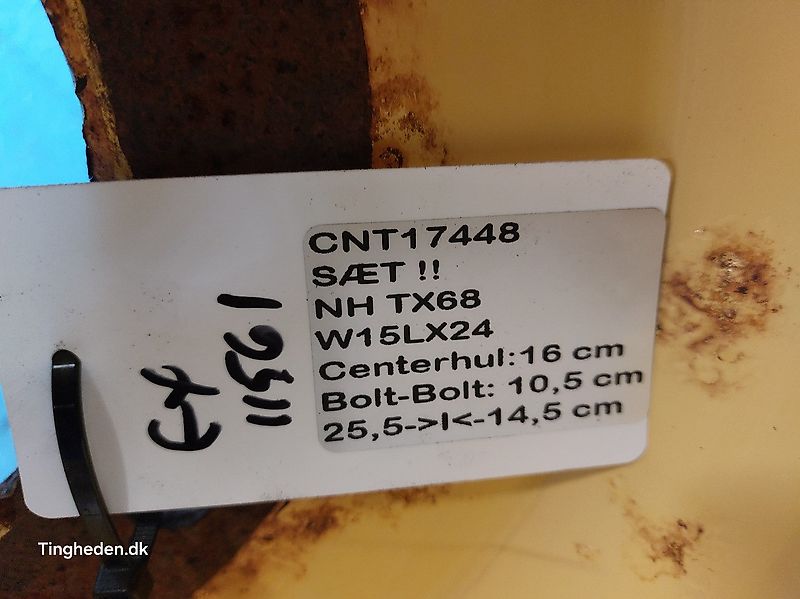 CNT17448
SÆT !!
NH TX68
W15LX24
Centerhul:16 cm
Bolt-Bolt: 10,5 cm
25,5->I<-14,5 cm
Tingheden.dk